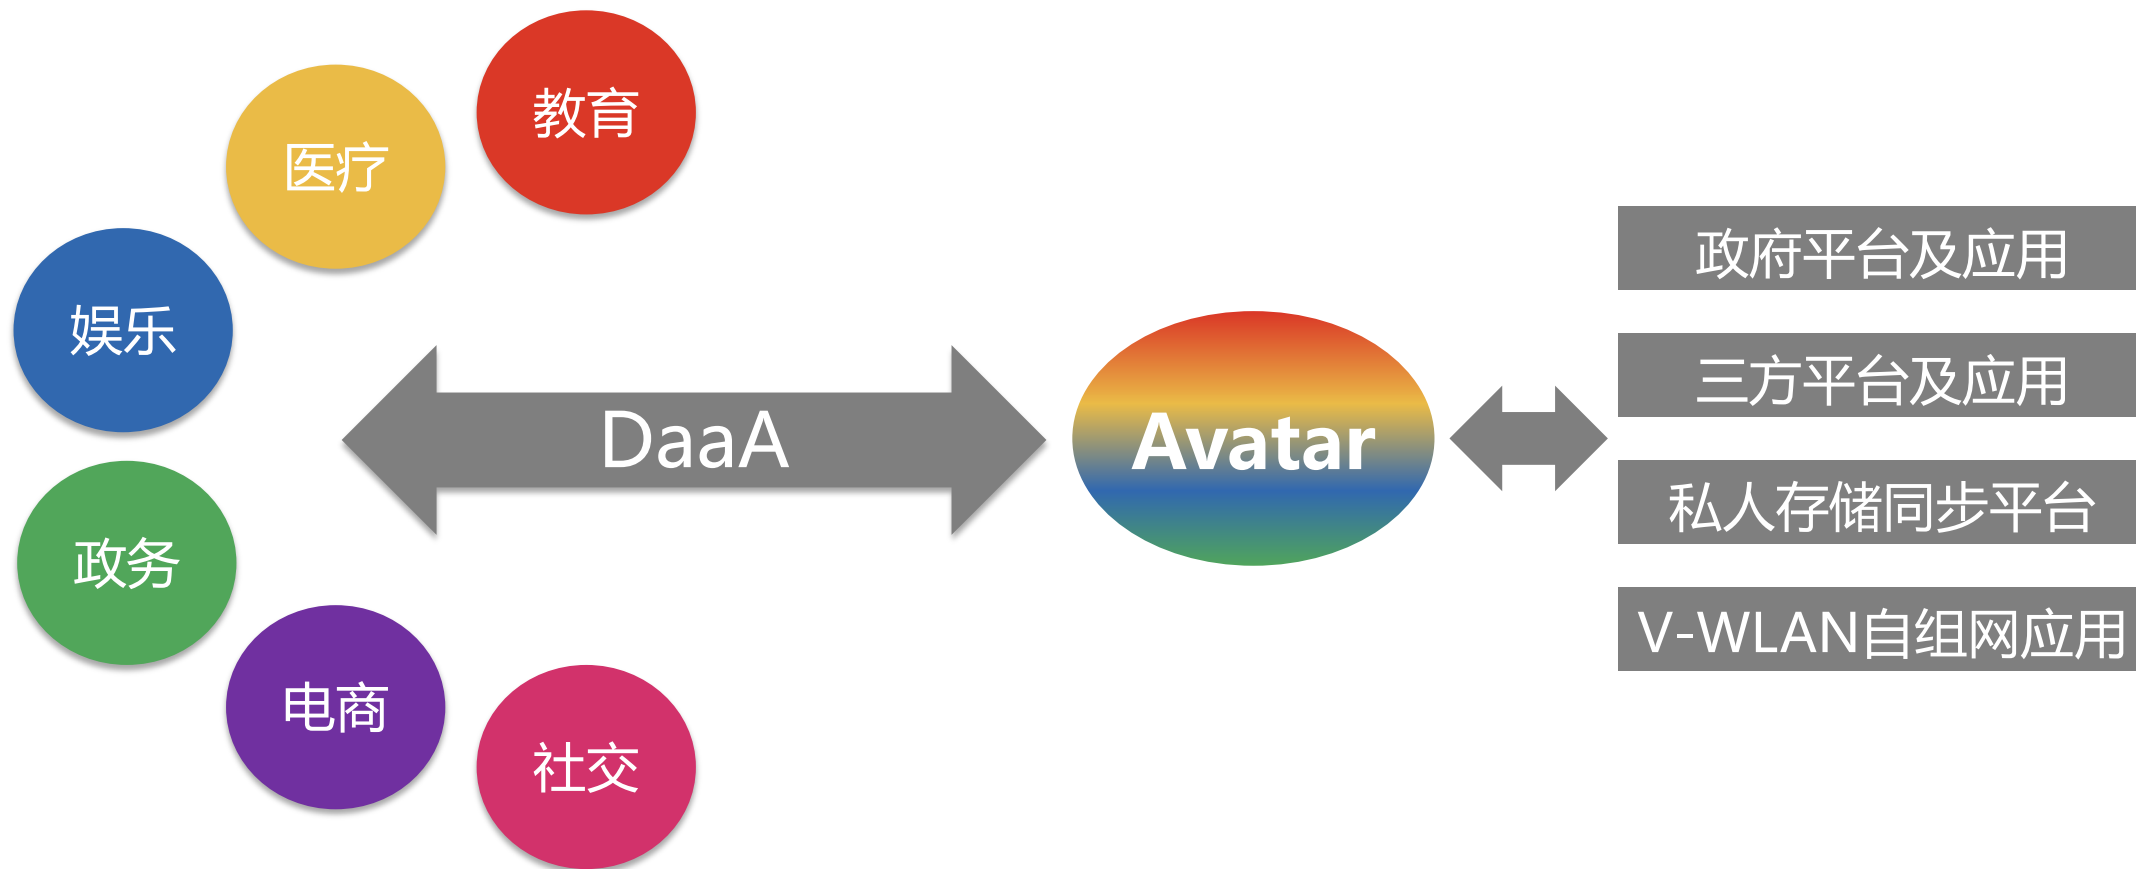 教育
医疗
娱乐
政务
电商
社交
DaaA
Avatar
政府平台及应用
三方平台及应用
私人存储同步平台
V-WLAN自组网应用